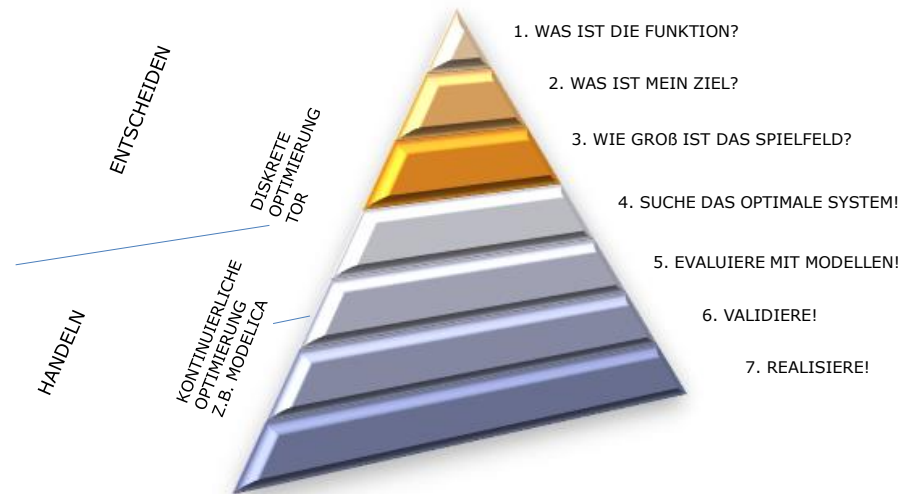 ENTSCHEIDEN
DISKRETE
OPTIMIERUNG
TOR
HANDELN
KONTINUIERLICHE
OPTIMIERUNG
Z.B. MODELICA
1. WAS IST DIE FUNKTION?
2. WAS IST MEIN ZIEL?
3. WIE GROß IST DAS SPIELFELD?
4. SUCHE DAS OPTIMALE SYSTEM!
5. EVALUIERE MIT MODELLEN!
6. VALIDIERE!
7. REALISIERE!